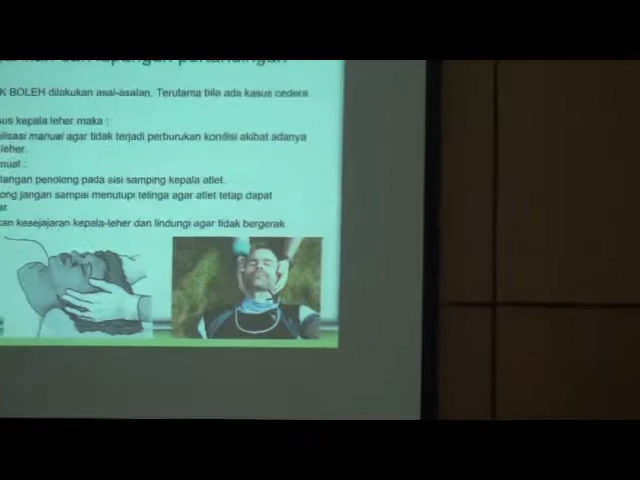 K BOLEH dilakukan asal-asalan. Terutama bila ada kasus cedera
sus kepala leher maka :
ilisasi manual agar tidak terjadi perburukan kondisi akibat adanya
leher.
nual :
tangan penolong pada sisi samping kepala atlet.
ong jangan sampai menutupi telinga agar atlet tetap dapat
ar
kan kesejajaran kepala-leher dan lindungi agar tidak bergerak